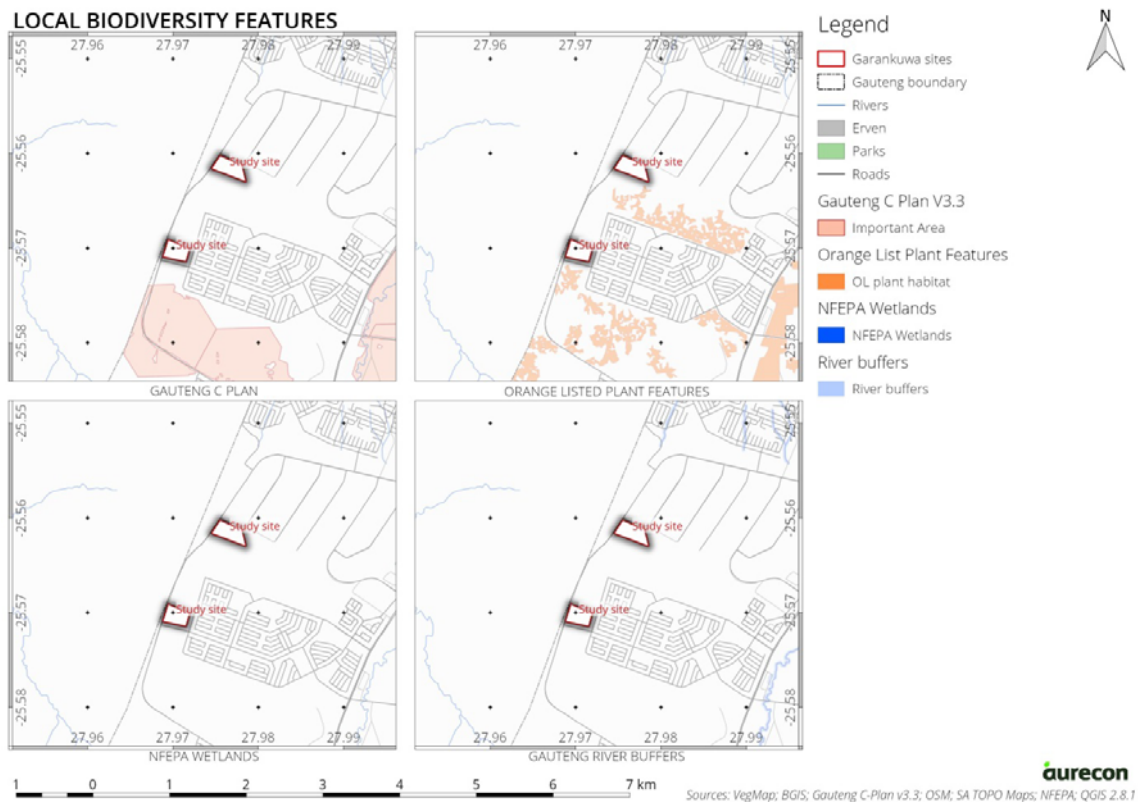 LOCAL BIODIVERSITY FEATURES
27.96 27.97 27.98 27.99
-25.55
-25.56
-25.57
-25.58
Study site
Study site
GAUTENG C PLAN
27.96 27.97 27.98 27.99
-25.55
-25.56
-25.57
-25.58
Study site
Study site
ORANGE LISTED PLANT FEATURES
-25.55
-25.56
-25.57
-25.58
Study site
Study site
27.96 27.97 27.98 27.99
NFEPA WETLANDS
-25.55
-25.56
-25.57
-25.58
Study site
Study site
27.96 27.97 27.98 27.99
GAUTENG RIVER BUFFERS
Legend
Garankuwa sites
Gauteng boundary
Rivers
Erven
Parks
Roads
Gauteng C Plan V3.3
Important Area
Orange List Plant Features
OL plant habitat
NFEPA Wetlands
NFEPA Wetlands
River buffers
River buffers
N
1 0 1 2 3 4 5 6 7 km
aurecon
Sources: VegMap; BGIS; Gauteng C-Plan v3.3; OSM; SA TOPO Maps; NFEPA; QGIS 2.8.1